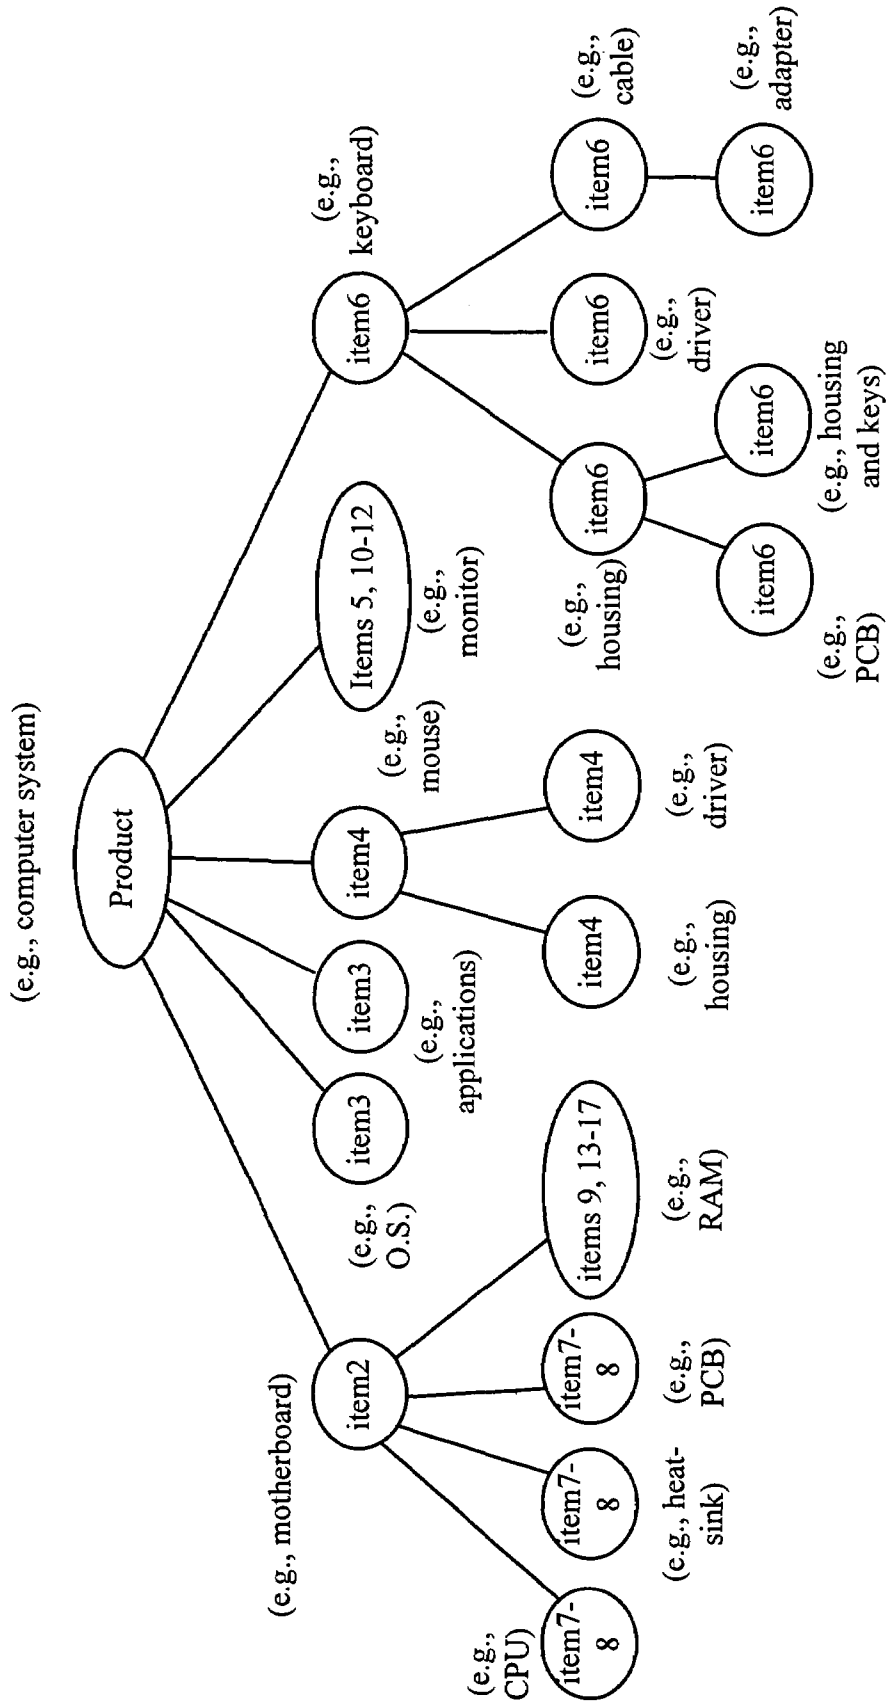 (e.g., computer system)
Product
(e.g., motherboard)
item2
(e.g.,
O.S.)
item3
item3
(e.g.,
applications)
item4
(e.g.,
mouse)
Items 5, 10-12
(e.g.,
monitor)
item6
(e.g.,
keyboard)
(e.g.,
CPU)
item7-
8
item7-
8
(e.g., heat-
sink)
item7-
8
(e.g.,
PCB)
items 9, 13-17
(e.g.,
RAM)
item4
(e.g.,
housing)
item4
(e.g.,
driver)
(e.g.,
housing)
item6
item6
(e.g.,
driver)
item6
(e.g.,
cable)
item6
(e.g.,
PCB)
item6
(e.g., housing
and keys)
item6
(e.g.,
adapter)